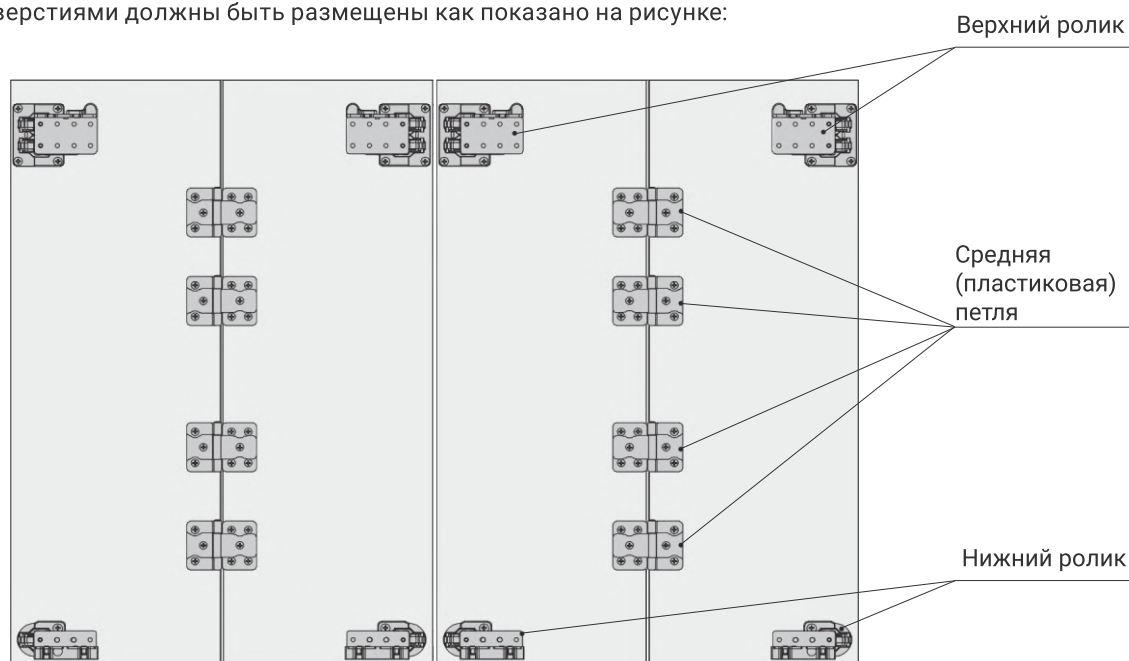 верстиями должны быть размещены как показано на рисунке:
Верхний ролик
Средняя
(пластиковая)
петля
Нижний ролик